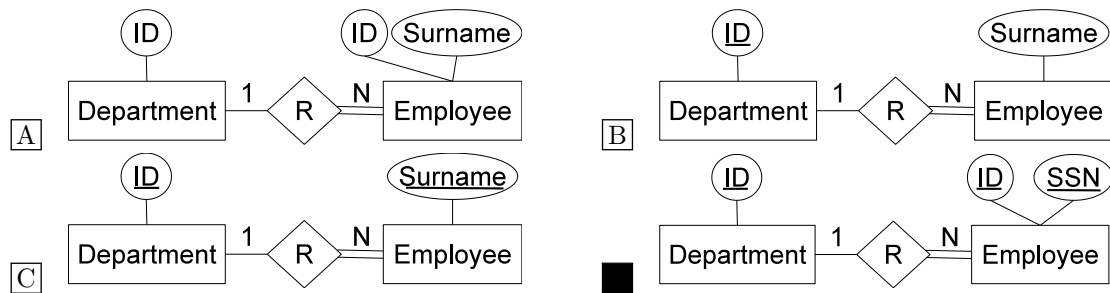 ID ID Surname
Department 1 R N Employee
A
ID Surname
Department 1 R N Employee
B
ID Surname
Department 1 R N Employee
C
ID ID SSN
Department 1 R N Employee